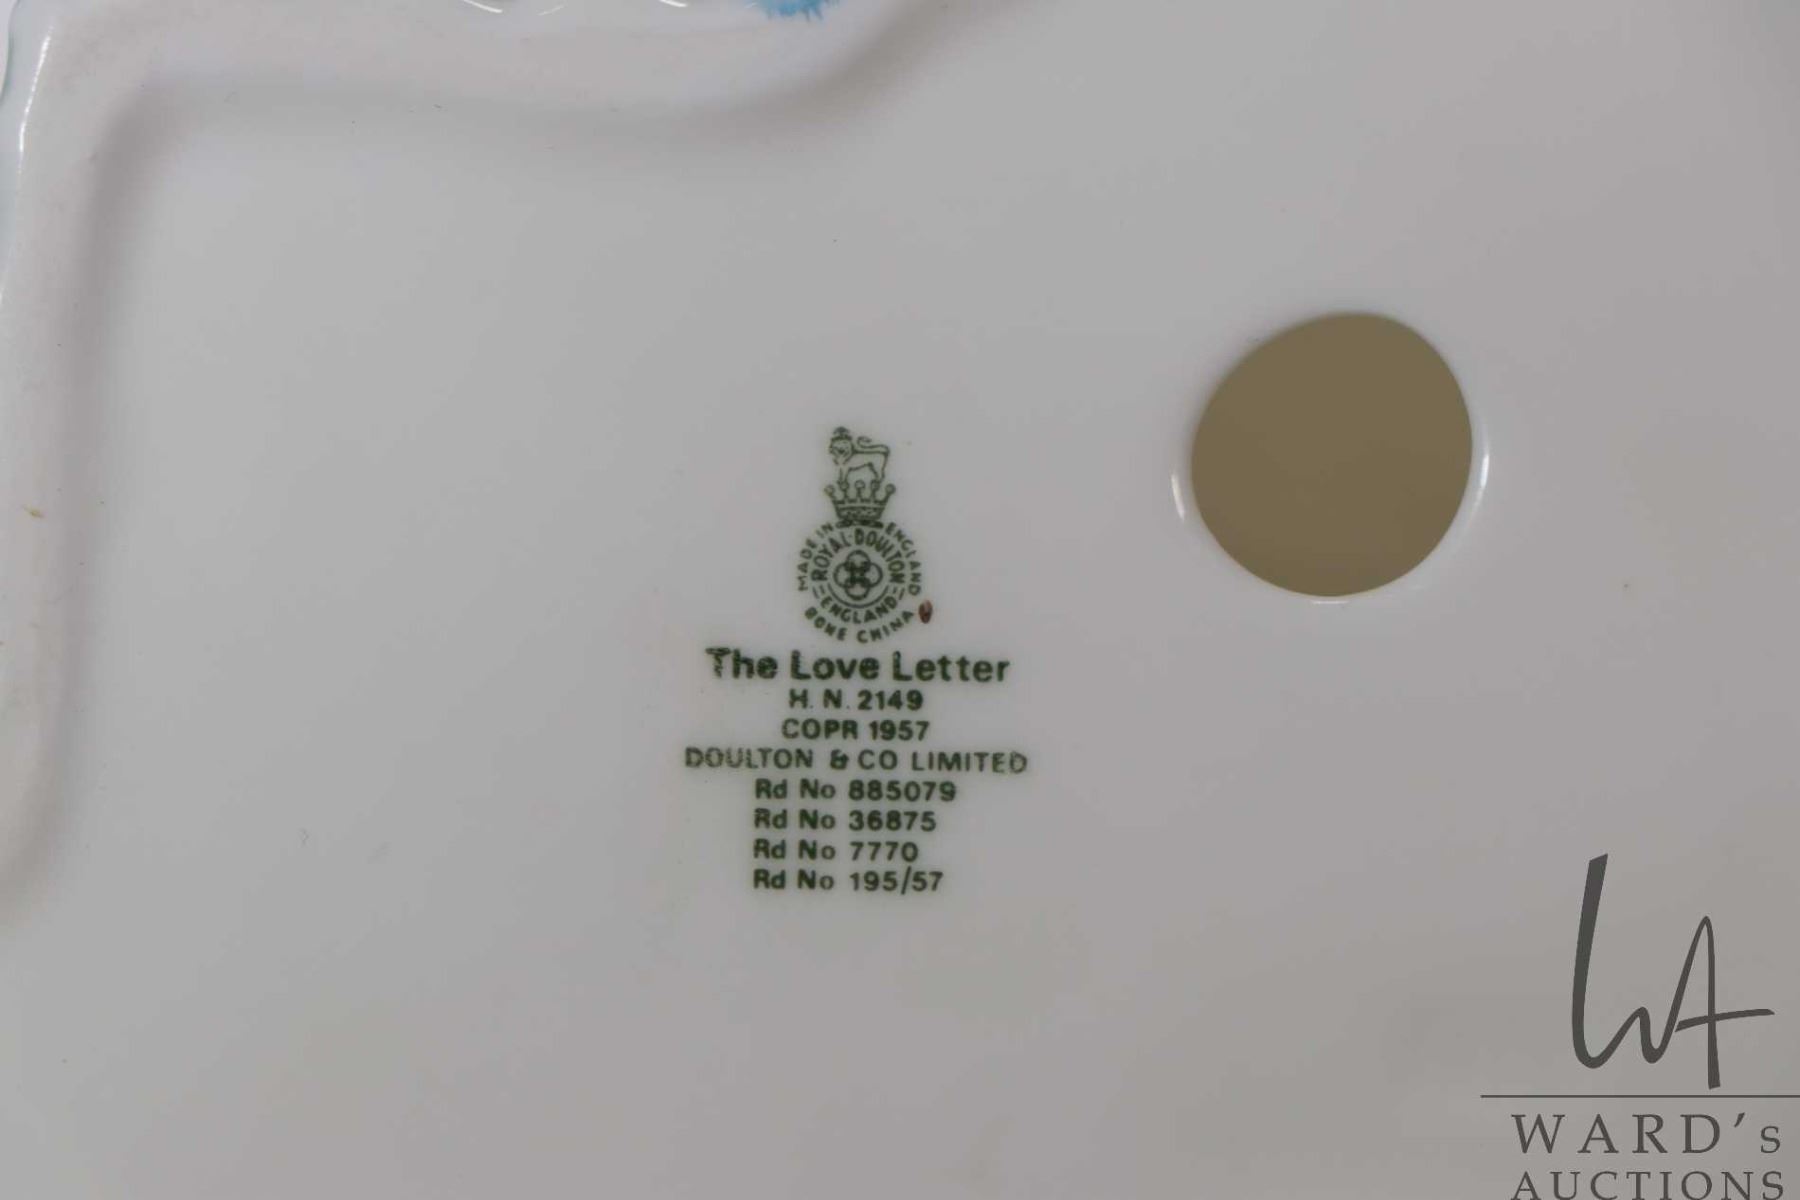 MADE IN ENGLAND
ROYAL·DOULTON
ENGLAND
BONE CHINA
The Love Letter
H. N. 2149
COPR 1957
DOULTON & CO LIMITED
Rd No 885079
Rd No 36875
Rd No 7770
Rd No 195/57
WA
WARD's
AUCTIONS